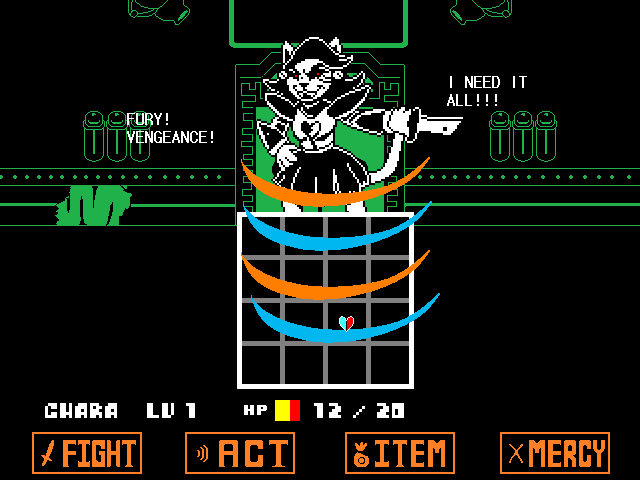 I NEED IT
ALL!!!
FURY!
VENGEANCE!
CHARA LV 1 HP 12 / 20
FIGHT ACT ITEM MERCY